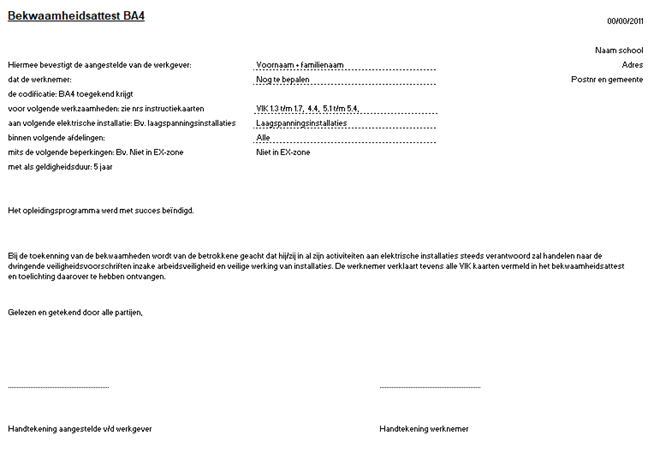 Bekwaamheidsattest BA4
00/00/2011
Naam school
Hiermee bevestigt de aangestelde van de werkgever: Voornaam + familienaam Adres
dat de werknemer: Nog te bepalen Postnr en gemeente
de codificatie: BA4 toegekend krijgt
voor volgende werkzaamheden: zie nrs instructiekaarten VIK 1.3 t/m 1.7, 4.4, 5.1 t/m 5.4,
aan volgende elektrische installatie: Bv. laagspanningsinstallaties Laagspanningsinstallaties
binnen volgende afdelingen: Alle
mits de volgende beperkingen: Bv. Niet in EX-zone Niet in EX-zone
met als geldigheidsduur: 5 jaar
Het opleidingsprogramma werd met succes beïndigd.
Bij de toekenning van de bekwaamheden wordt van de betrokkene geacht dat hij/zij in al zijn activiteiten aan elektrische installaties steeds verantwoord zal handelen naar de
dwingende veiligheidsvoorschriften inzake arbeidsveiligheid en veilige werking van installaties. De werknemer verklaart tevens alle VIK kaarten vermeld in het bekwaamheidsattest
en toelichting daarover te hebben ontvangen.
Gelezen en getekend door alle partijen,
Handtekening aangestelde v/d werkgever Handtekening werknemer